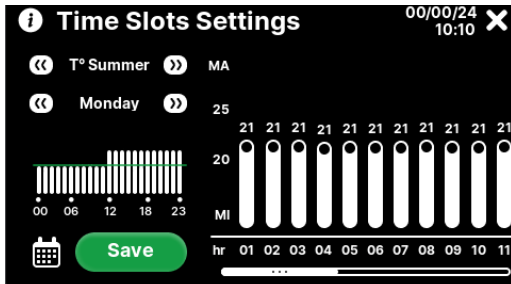 i Time Slots Settings 00/00/24
10:10
T° Summer
Monday
MA
25
20
MI
21 21 21 21 21 21 21 21 21 21 21
00 06 12 18 23
Save
hr 01 02 03 04 05 06 07 08 09 10 11